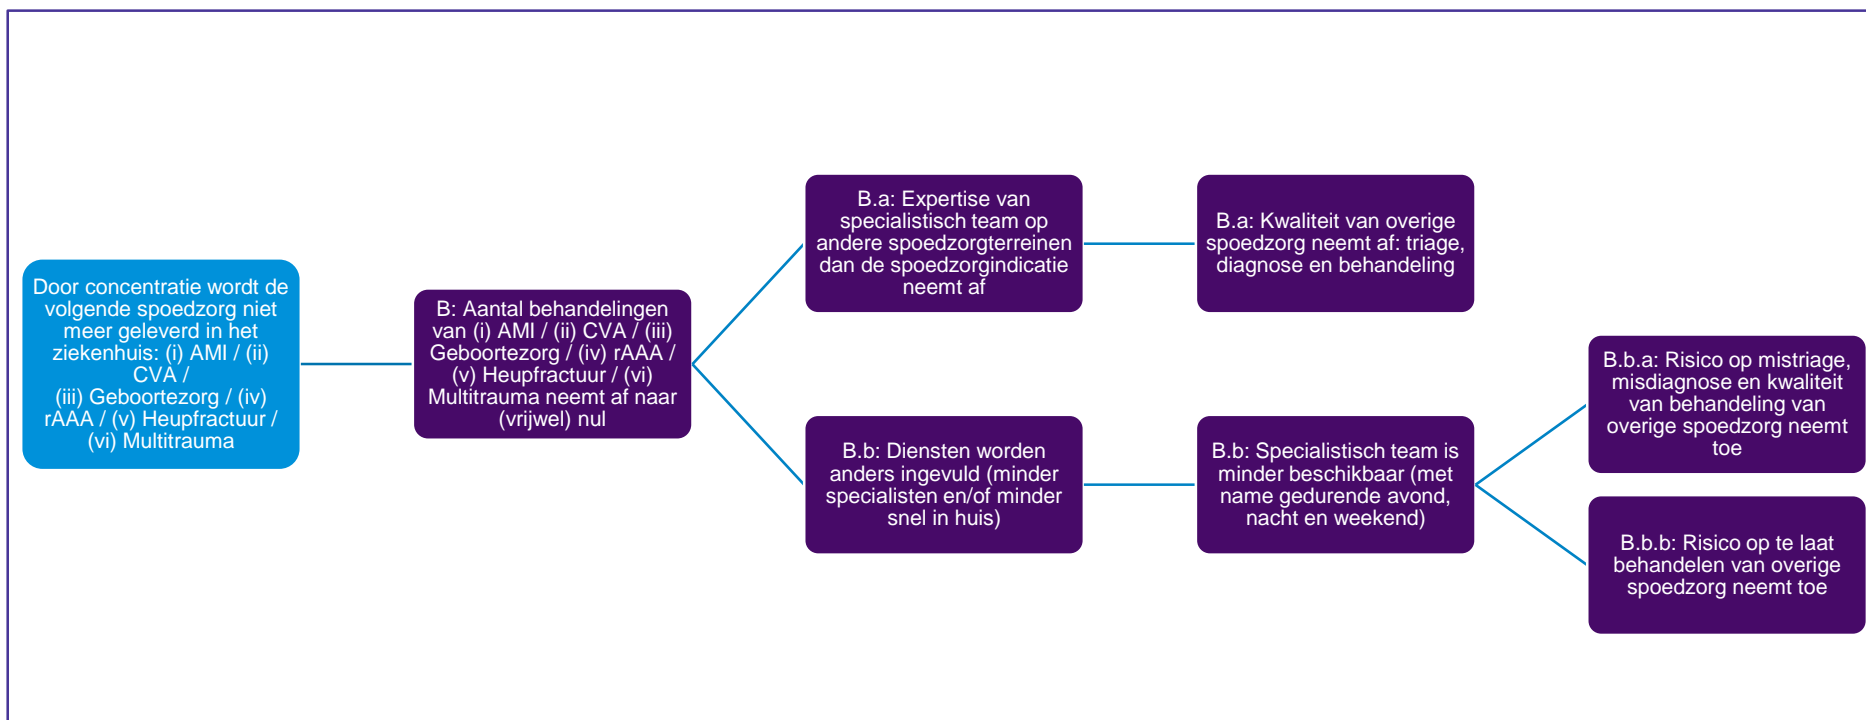 Door concentratie wordt de
volgende spoedzorg niet
meer geleverd in het
ziekenhuis: (i) AMI / (ii)
CVA /
(iii) Geboortezorg / (iv)
rAAA / (v) Heupfractuur /
(vi) Multitrauma
B: Aantal behandelingen
van (i) AMI / (ii) CVA / (iii)
Geboortezorg / (iv) rAAA /
(v) Heupfractuur / (vi)
Multitrauma neemt af naar
(vrijwel) nul
B.a: Expertise van
specialistisch team op
andere spoedzorgterreinen
dan de spoedzorgindicatie
neemt af
B.a: Kwaliteit van overige
spoedzorg neemt af: triage,
diagnose en behandeling
B.b: Diensten worden
anders ingevuld (minder
specialisten en/of minder
snel in huis)
B.b: Specialistisch team is
minder beschikbaar (met
name gedurende avond,
nacht en weekend)
B.b.a: Risico op mistriage,
misdiagnose en kwaliteit
van behandeling van
overige spoedzorg neemt
toe
B.b.b: Risico op te laat
behandelen van overige
spoedzorg neemt toe